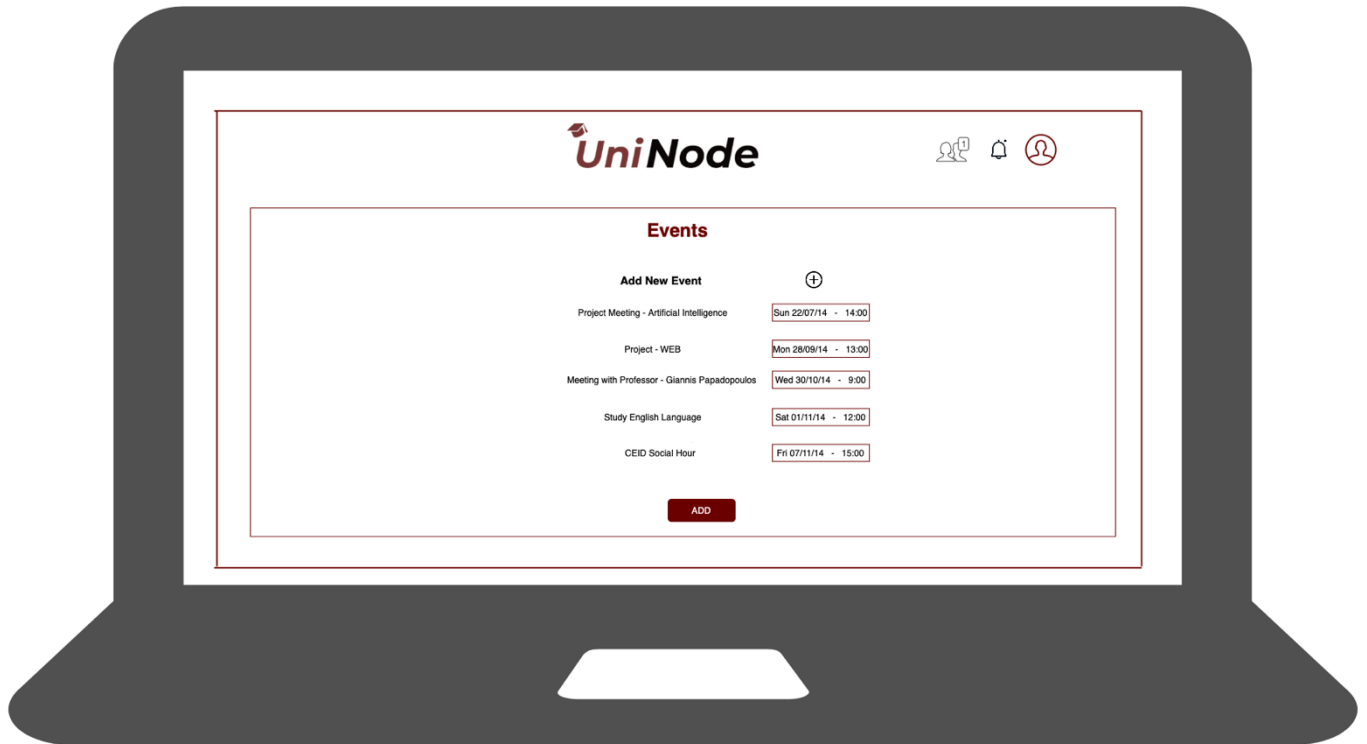 UniNode
1
Events
Add New Event
Project Meeting - Artificial Intelligence Sun 22/07/14 - 14:00
Project - WEB Mon 28/09/14 - 13:00
Meeting with Professor - Giannis Papadopoulos Wed 30/10/14 - 9:00
Study English Language Sat 01/11/14 - 12:00
CEID Social Hour Fri 07/11/14 - 15:00
ADD